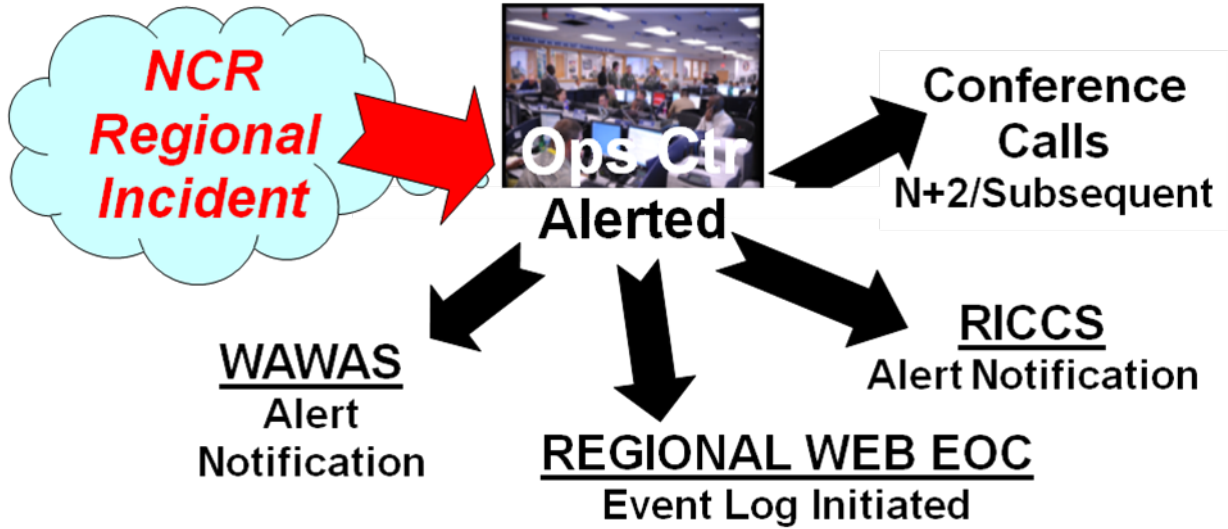 NCR
Regional
Incident
Ops Ctr
Alerted
Conference
Calls
N+2/Subsequent
WAWAS
Alert
Notification
REGIONAL WEB EOC
Event Log Initiated
RICCS
Alert Notification